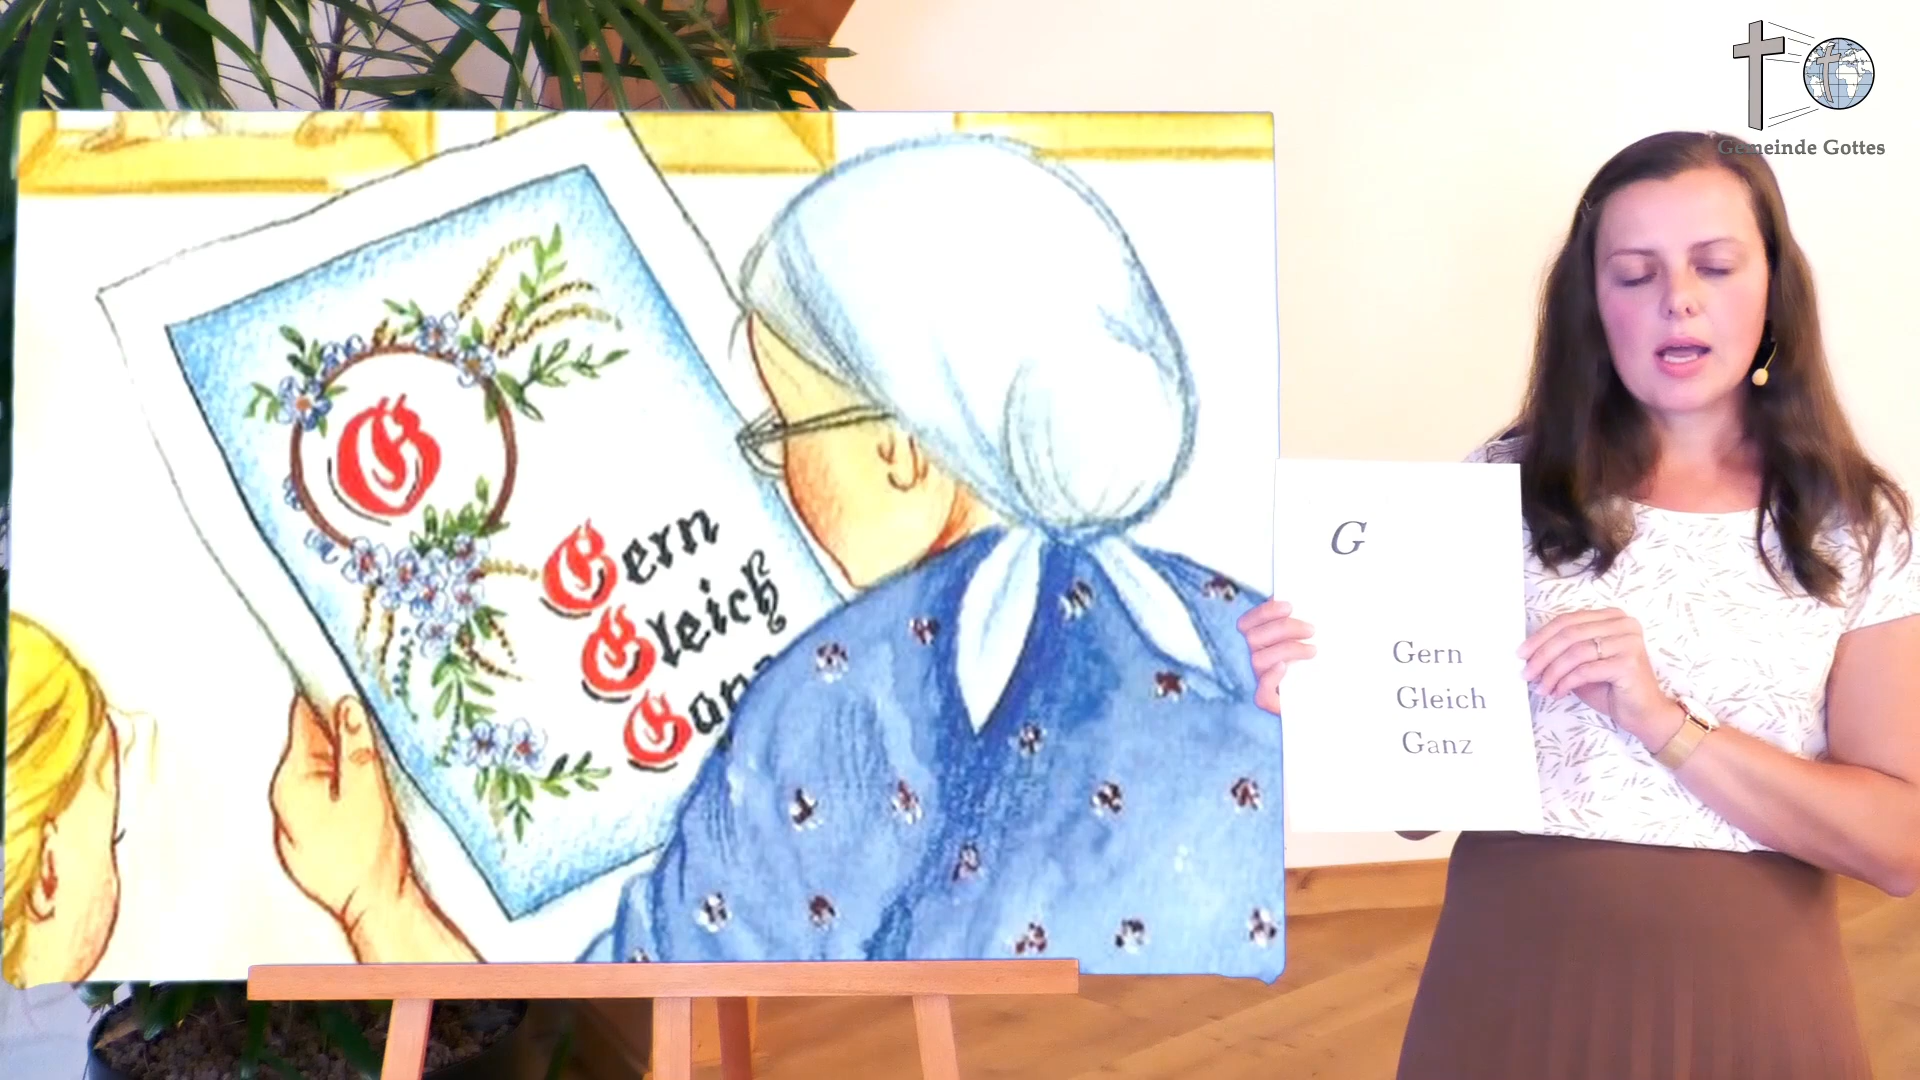 Gemeinde Gottes
G
Gern
Gleich
G
Gern
Gleich
Ganz